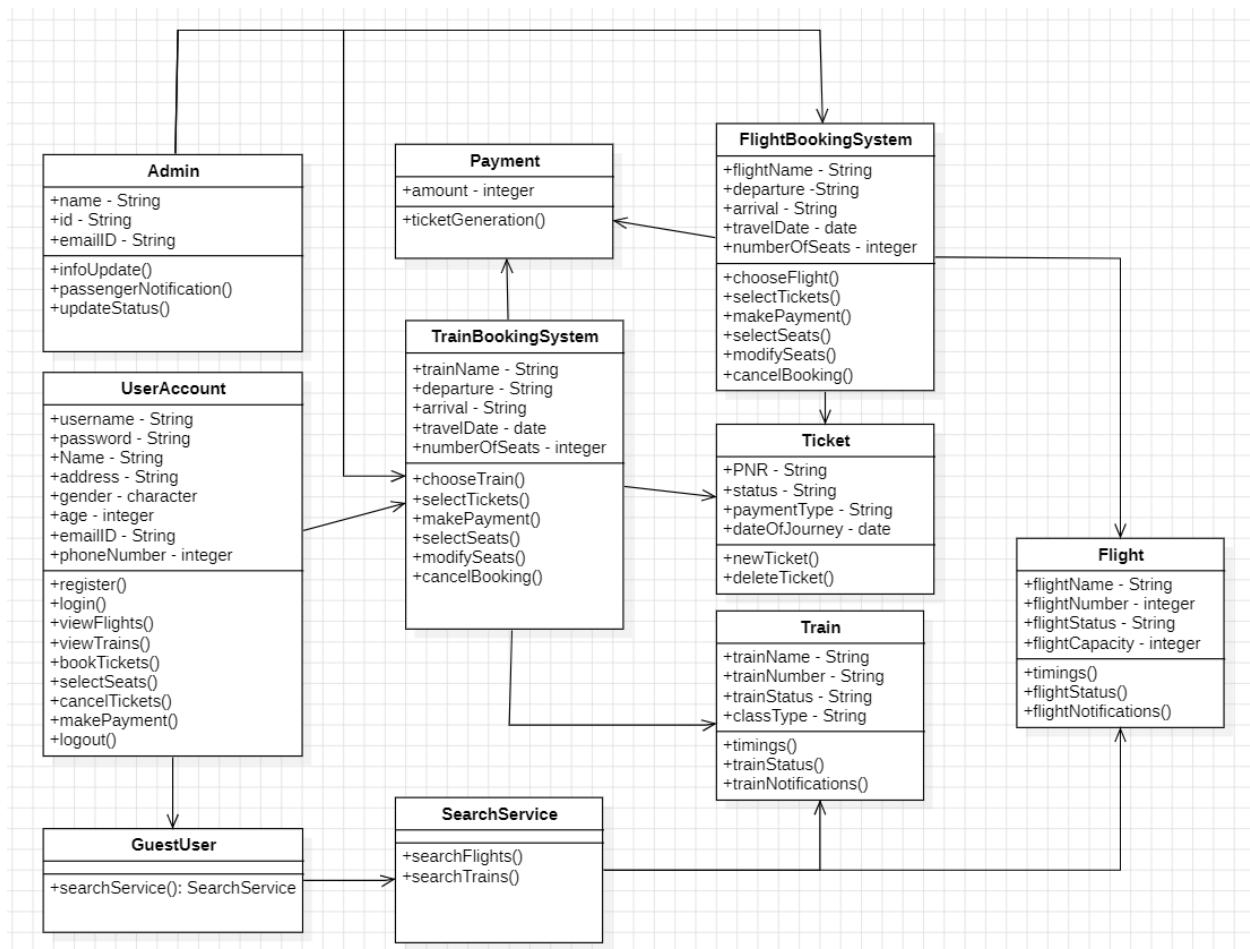 Admin
+name - String
+id - String
+emailID - String
+infoUpdate()
+passengerNotification()
+updateStatus()
Payment
+amount - integer
+ticketGeneration()
FlightBookingSystem
+flightName - String
+departure -String
+arrival - String
+travelDate - date
+numberOfSeats - integer
+chooseFlight()
+selectTickets()
+makePayment()
+selectSeats()
+modifySeats()
+cancelBooking()
UserAccount
+username - String
+password - String
+Name - String
+address - String
+gender - character
+age - integer
+emailID - String
+phoneNumber - integer
+register()
+login()
+viewFlights()
+viewTrains()
+bookTickets()
+selectSeats()
+cancelTickets()
+makePayment()
+logout()
TrainBookingSystem
+trainName - String
+departure - String
+arrival - String
+travelDate - date
+numberOfSeats - integer
+chooseTrain()
+selectTickets()
+makePayment()
+selectSeats()
+modifySeats()
+cancelBooking()
Ticket
+PNR - String
+status - String
+paymentType - String
+dateOfJourney - date
+newTicket()
+deleteTicket()
Flight
+flightName - String
+flightNumber - integer
+flightStatus - String
+flightCapacity - integer
+timings()
+flightStatus()
+flightNotifications()
Train
+trainName - String
+trainNumber - String
+trainStatus - String
+classType - String
+timings()
+trainStatus()
+trainNotifications()
GuestUser
+searchService(): SearchService
SearchService
+searchFlights()
+searchTrains()